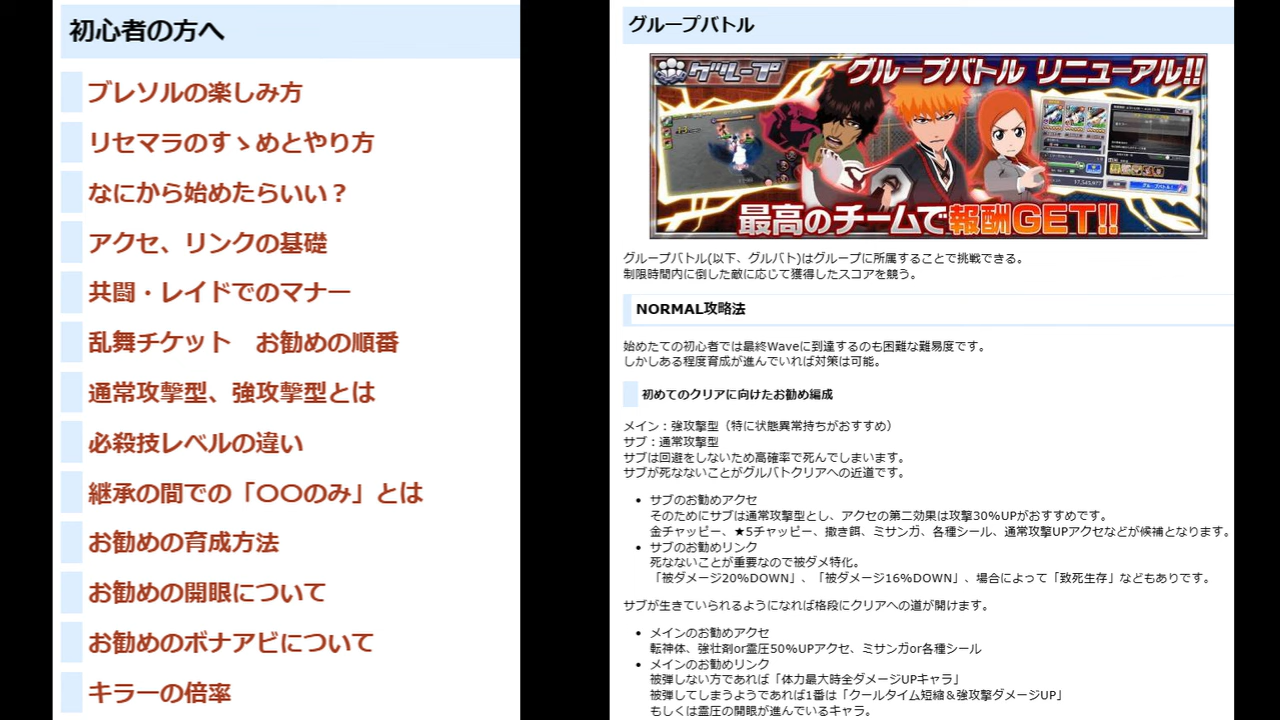 初心者の方へ
ブレソルの楽しみ方
リセマラのすゝめとやり方
なにから始めたらいい？
アクセ、リンクの基礎
共闘・レイドでのマナー
乱舞チケット　お勧めの順番
通常攻撃型、強攻撃型とは
必殺技レベルの違い
継承の間での「〇〇のみ」とは
お勧めの育成方法
お勧めの開眼について
お勧めのボナアビについて
キラーの倍率
グループバトル
グループ
グループバトル リニューアル!!
最高のチームで報酬GET!!
グループバトル(以下、グルバト)はグループに所属することで挑戦できる。
制限時間内に倒した敵に応じて獲得したスコアを競う。
NORMAL攻略法
始めたての初心者では最終Waveに到達するのも困難な難易度です。
しかしある程度育成が進んでいれば対策は可能。
初めてのクリアに向けたお勧め編成
メイン：強攻撃型（特に状態異常持ちがおすすめ）
サブ：通常攻撃型
サブは回避をしないため高確率で死んでしまいます。
サブが死なないことがグルバトクリアへの近道です。
• サブのお勧めアクセ
そのためにサブは通常攻撃型とし、アクセの第二効果は攻撃30%UPがおすすめです。
金チャッピー、★5チャッピー、撒き餌、ミサンガ、各種シール、通常攻撃UPアクセなどが候補となります。
• サブのお勧めリンク
死なないことが重要なので被ダメ特化。
「被ダメージ20%DOWN」、「被ダメージ16%DOWN」、場合によって「致死生存」などもありです。
サブが生きていられるようになれば格段にクリアへの道が開けます。
• メインのお勧めアクセ
転神体、強壮剤or霊圧50%UPアクセ、ミサンガor各種シール
• メインのお勧めリンク
被弾しない方であれば「体力最大時全ダメージUPキャラ」
被弾してしまうようであれば1番は「クールタイム短縮＆強攻撃ダメージUP」
もしくは霊圧の開眼が進んでいるキャラ。